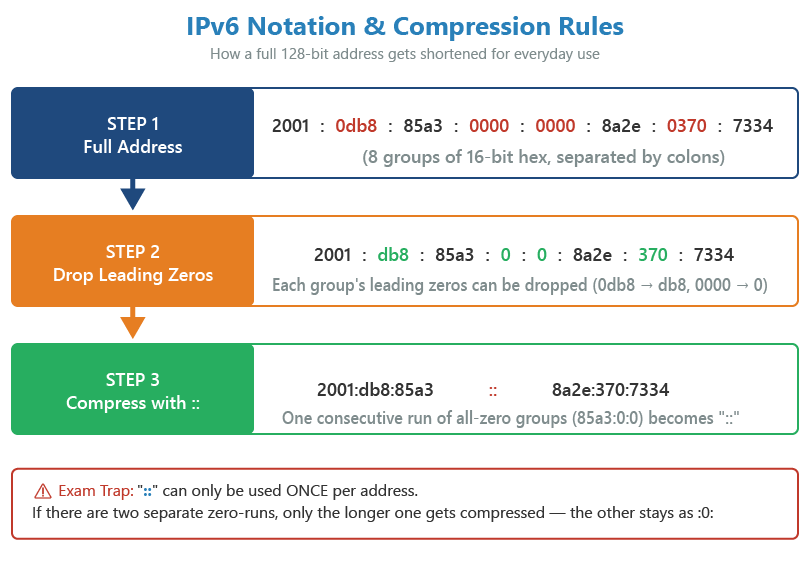 IPv6 Notation & Compression Rules
How a full 128-bit address gets shortened for everyday use
STEP 1
Full Address
2001 : 0db8 : 85a3 : 0000 : 0000 : 8a2e : 0370 : 7334
(8 groups of 16-bit hex, separated by colons)
STEP 2
Drop Leading Zeros
2001 : db8 : 85a3 : 0 : 0 : 8a2e : 370 : 7334
Each group's leading zeros can be dropped (0db8 → db8, 0000 → 0)
STEP 3
Compress with ::
2001:db8:85a3 :: 8a2e:370:7334
One consecutive run of all-zero groups (85a3:0:0) becomes "::"
⚠ Exam Trap: "::" can only be used ONCE per address.
If there are two separate zero-runs, only the longer one gets compressed — the other stays as :0: